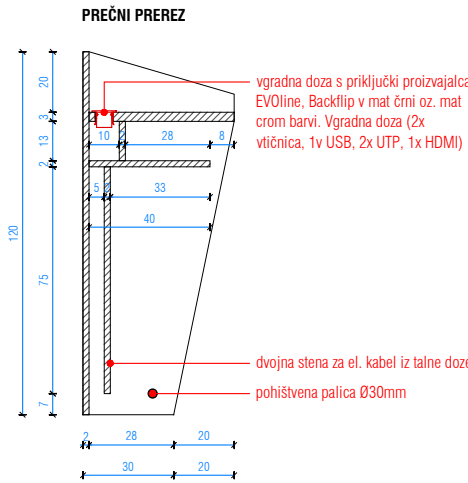 PREČNI PREREZ
vgradna doza s priključki proizvajalca
EVOline, Backflip v mat črni oz. mat
crom barvi. Vgradna doza (2x
vtičnica, 1v USB, 2x UTP, 1x HDMI)
20
3
10
28
8
13
2
5
33
40
120
75
dvojna stena za el. kabel iz talne doze
pohištvena palica Ø30mm
7
2
28
20
30
20